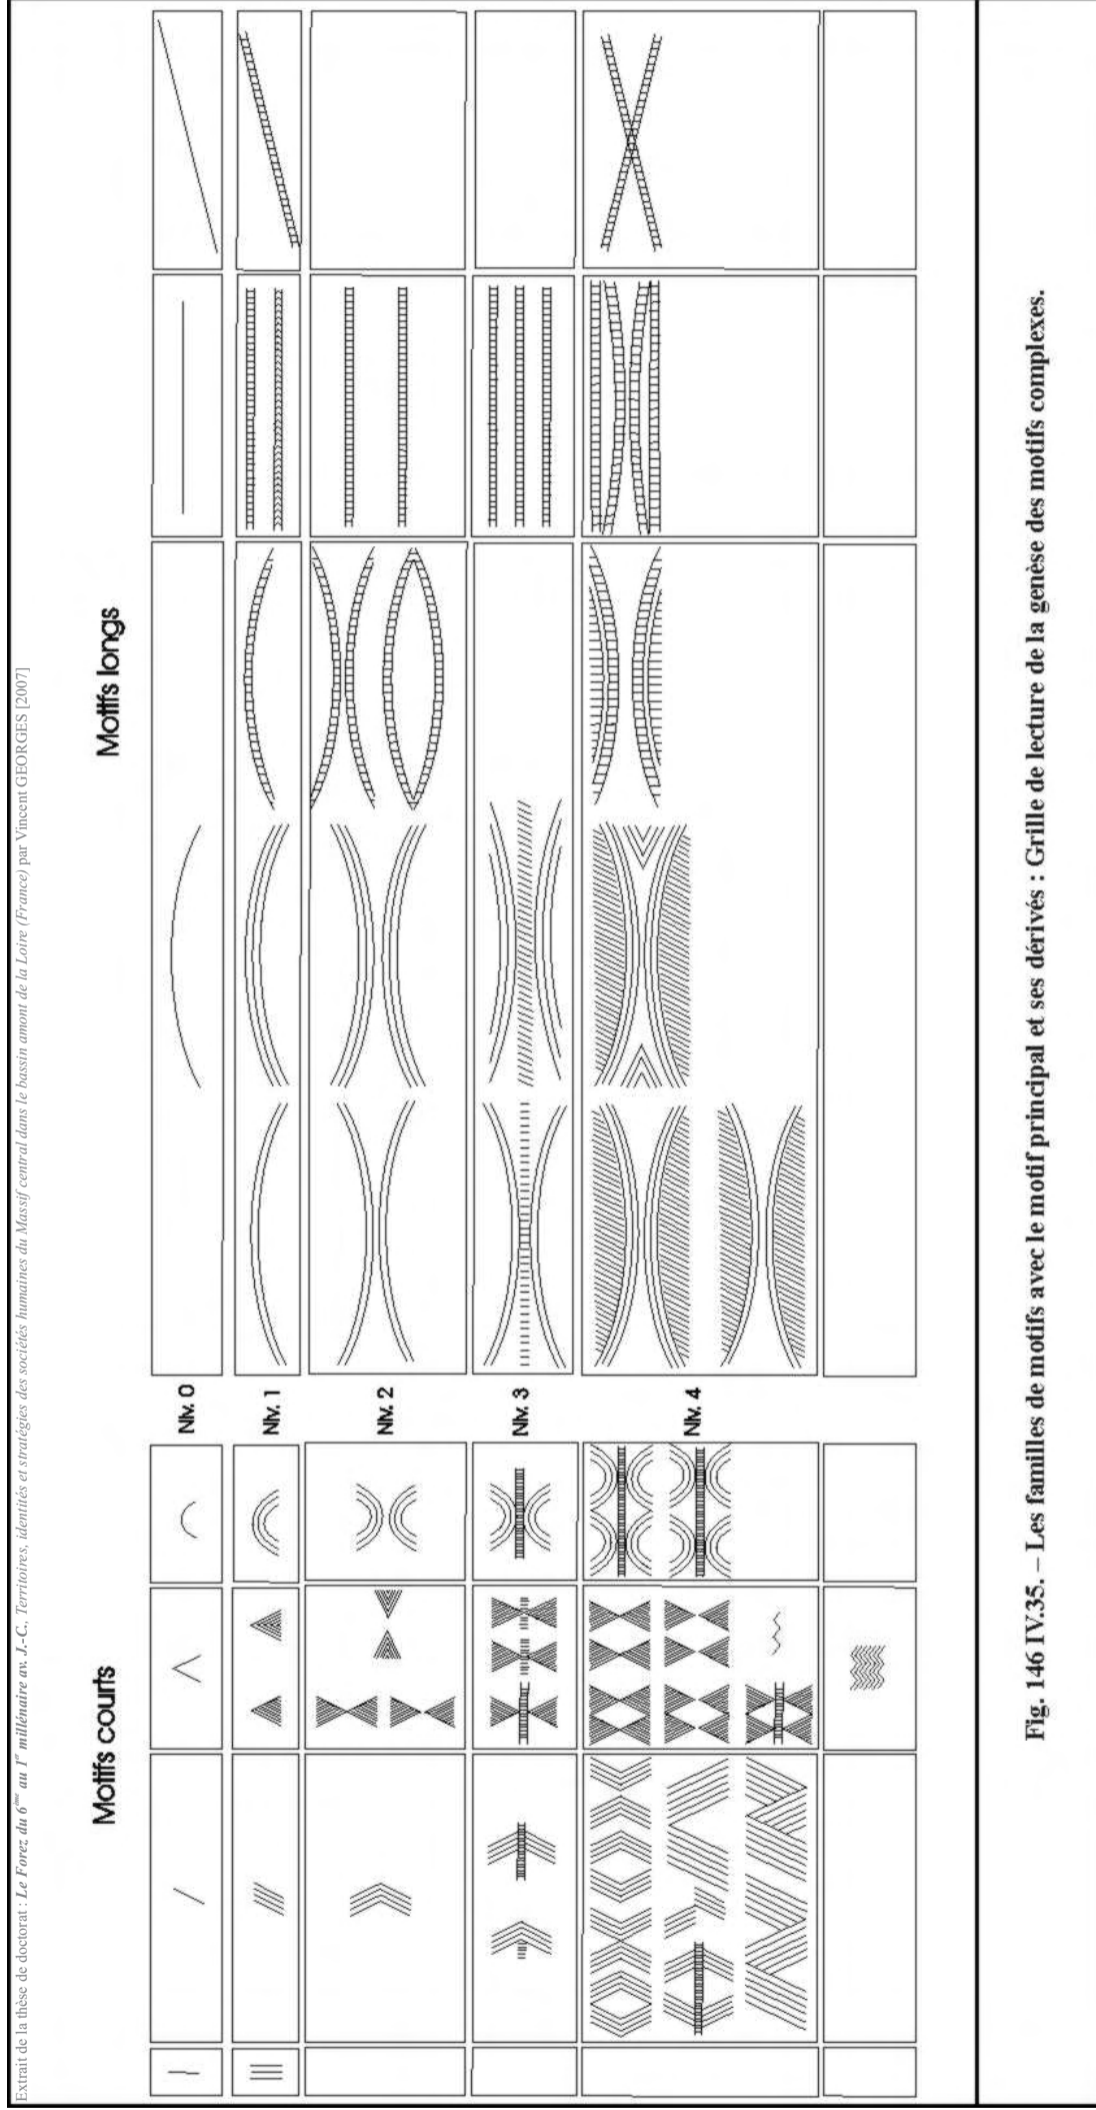 Extrait de la thèse de doctorat : Le Forez du 6ème au 1er millénaire av. J.-C. Territoires, identités et stratégies des sociétés humaines du Massif central dans le bassin amont de la Loire (France) par Vincent GEORGES [2007]
Motifs courts
Motifs longs
Niv. 0
Niv. 1
Niv. 2
Niv. 3
Niv. 4
Fig. 146 IV.35. – Les familles de motifs avec le motif principal et ses dérivés : Grille de lecture de la genèse des motifs complexes.